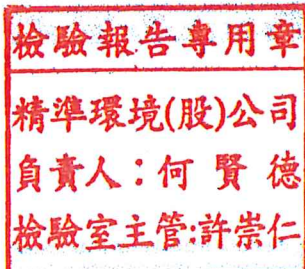 檢驗報告專用章
精準環境(股)公司
負責人：何賢德
檢驗室主管:許崇仁